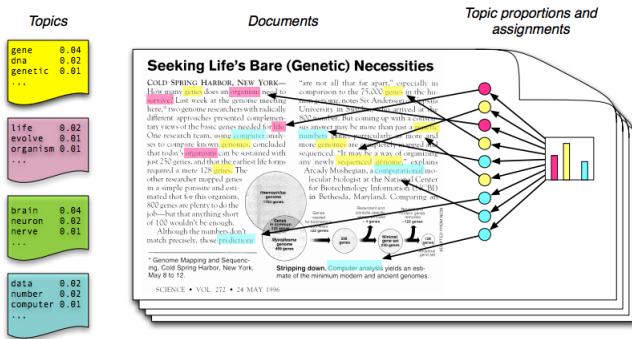 Topics
Documents
Topic proportions and
assignments
gene 0.04
dna 0.02
genetic 0.01
...
life 0.02
evolve 0.01
organism 0.01
...
brain 0.04
neuron 0.02
nerve 0.01
...
data 0.02
number 0.02
computer 0.01
...
Seeking Life's Bare (Genetic) Necessities
COLD SPRING HARBOR, NEW YORK—
How many genes does an organism need to
survive? Last week at the genome meeting
here,* two genome researchers with radically
different approaches presented complemen-
tary views of the basic genes needed for life.
One research team, using computer analy-
ses to compare known genomes, concluded
that today's organisms can be sustained with
just 250 genes, and that the earliest life forms
required a mere 128 genes. The
other researcher mapped genes
in a simple parasite and esti-
mated that for this organism,
800 genes are plenty to do the
job—but that anything short
of 100 wouldn't be enough.
Although the numbers don't
match precisely, those predictions
* Genome Mapping and Sequenc-
ing, Cold Spring Harbor, New York,
May 8 to 12.
"are not all that far apart," especially in
comparison to the 75,000 genes in the hu-
genome, notes Siv Andersson
University in arrived at the
800 number. But coming up with a consen-
sus answer may be more than just a genetic
numbers particularly more and
more genomes are completely mapped and
sequenced. "It may be a way of organizing
any newly sequenced genome," explains
Arcady Mushegian, a computational mo-
lecular biologist at the National Center
for Biotechnology Information (NCBI)
in Bethesda, Maryland. Comparing an
Haemophilus
genome
1703 genes
Mycoplasma
genome
469 genes
Stripping down. Computer analysis yields an esti-
mate of the minimum modern and ancient genomes.
SCIENCE • VOL. 272 • 24 MAY 1996